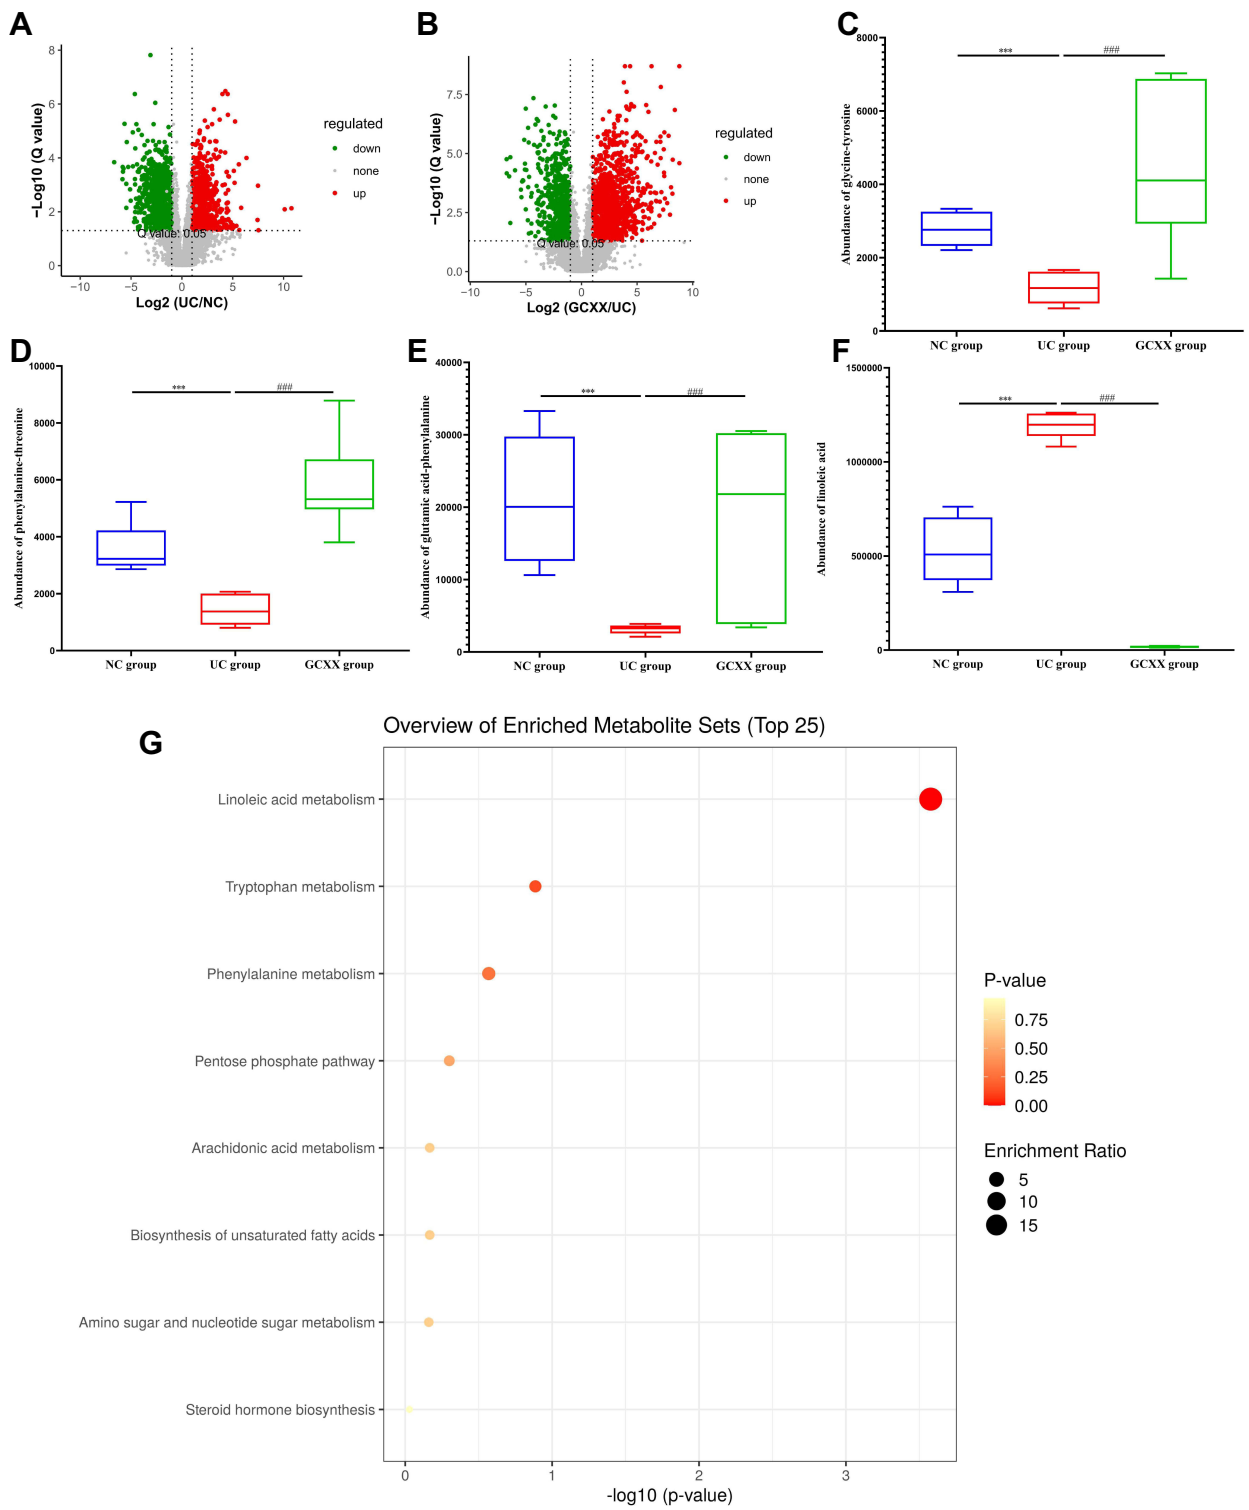 A
8
6
4
2
0
−Log10 (Q value)
Q value: 0.05
−10
−5
0
5
10
Log2 (UC/NC)
regulated
down
none
up
B
7.5
5.0
2.5
0.0
−Log10 (Q value)
Q value: 0.05
−10
−5
0
5
10
Log2 (GCXX/UC)
regulated
down
none
up
C
8000
6000
4000
2000
0
Abundance of glycine-tyrosine
***
###
NC group
UC group
GCXX group
D
10000
8000
6000
4000
2000
0
Abundance of phenylalanine-threonine
***
###
NC group
UC group
GCXX group
E
40000
30000
20000
10000
0
Abundance of glutamic acid-phenylalanine
***
###
NC group
UC group
GCXX group
F
1500000
1000000
500000
0
Abundance of linoleic acid
***
###
NC group
UC group
GCXX group
G
Overview of Enriched Metabolite Sets (Top 25)
Linoleic acid metabolism
Tryptophan metabolism
Phenylalanine metabolism
Pentose phosphate pathway
Arachidonic acid metabolism
Biosynthesis of unsaturated fatty acids
Amino sugar and nucleotide sugar metabolism
Steroid hormone biosynthesis
0
1
2
3
-log10 (p-value)
P-value
0.75
0.50
0.25
0.00
Enrichment Ratio
5
10
15